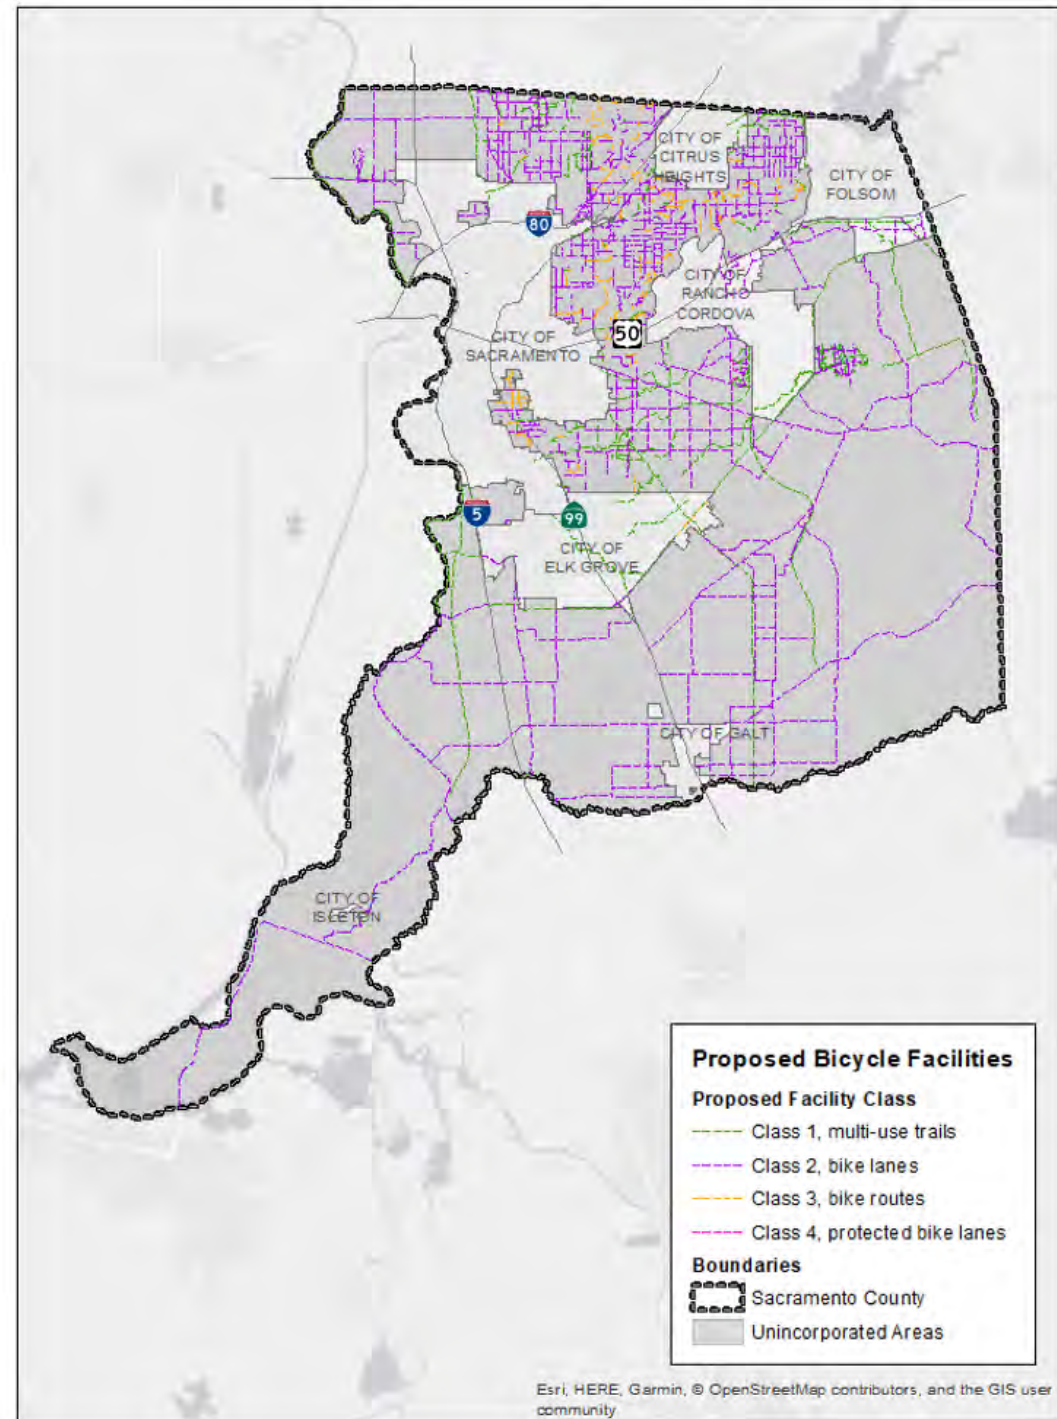 CITY OF
CITRUS
HEIGHTS
CITY OF
FOLSOM
80
CITY OF
RANCHO
CORDOVA
50
CITY OF
SACRAMENTO
5
99
CITY OF
ELK GROVE
CITY OF GALT
CITY OF
ISLETON
Proposed Bicycle Facilities
Proposed Facility Class
Class 1, multi-use trails
Class 2, bike lanes
Class 3, bike routes
Class 4, protected bike lanes
Boundaries
Sacramento County
Unincorporated Areas
Esri, HERE, Garmin, © OpenStreetMap contributors, and the GIS user
community